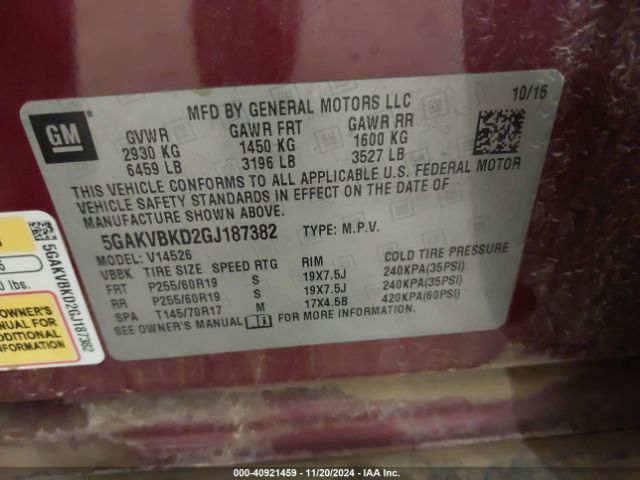 MFD BY GENERAL MOTORS LLC
10/15
GM
GVWR GAWR FRT GAWR RR
2930 KG 1450 KG 1600 KG
6459 LB 3196 LB 3527 LB
THIS VEHICLE CONFORMS TO ALL APPLICABLE U.S. FEDERAL MOTOR
VEHICLE SAFETY STANDARDS IN EFFECT ON THE DATE OF
MANUFACTURE SHOWN ABOVE.
5GAKVBKD2GJ187382 TYPE: M.P.V.
MODEL: V14526
VBBK TIRE SIZE SPEED RTG RIM COLD TIRE PRESSURE
FRT P255/60R19 S 19X7.5J 240KPA(35PSI)
RR P255/60R19 S 19X7.5J 240KPA(35PSI)
SPA T145/70R17 M 17X4.5B 420KPA(60PSI)
SEE OWNER'S MANUAL FOR MORE INFORMATION.
5GAKVBKD2GJ187382
lbs.
OWNER'S
MANUAL FOR
ADDITIONAL
INFORMATION
000-40921459 - 11/20/2024 - IAA Inc.